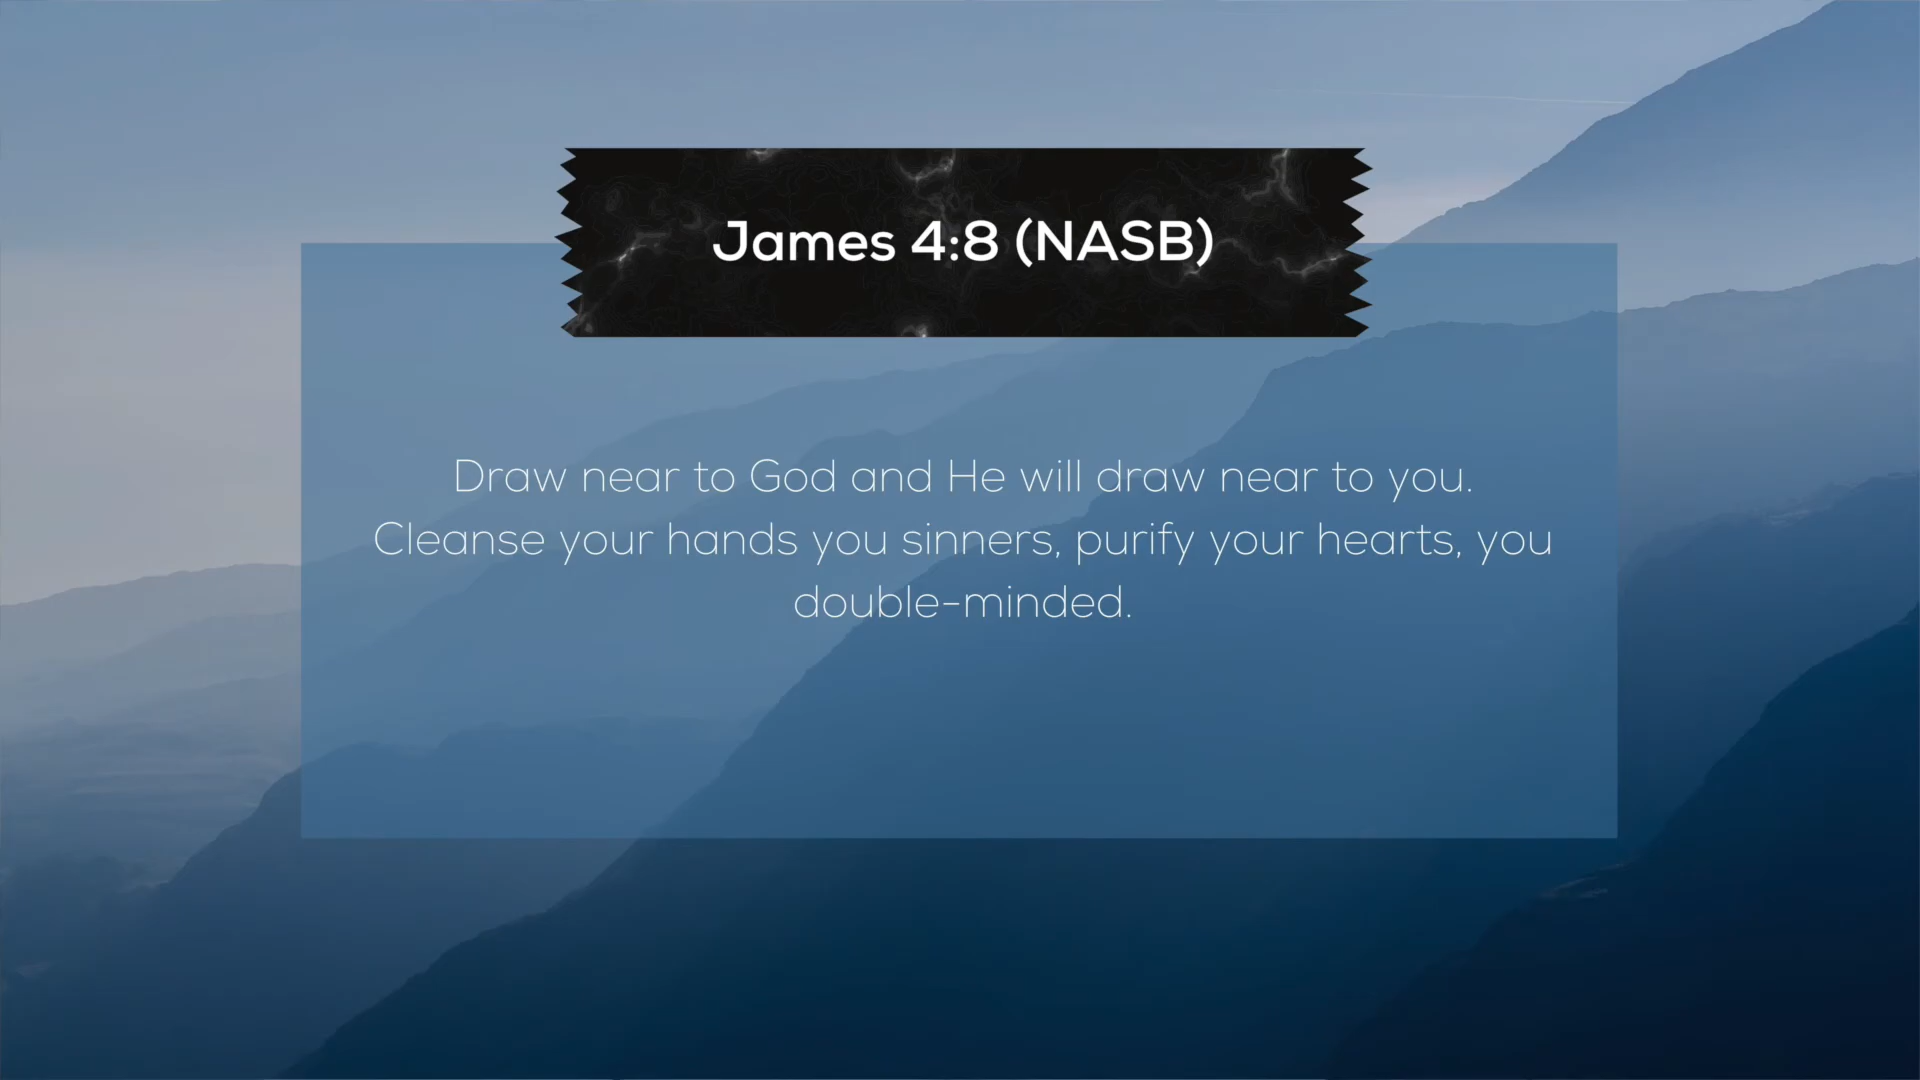 James 4:8 (NASB)
Draw near to God and He will draw near to you.
Cleanse your hands you sinners, purify your hearts, you
double-minded.